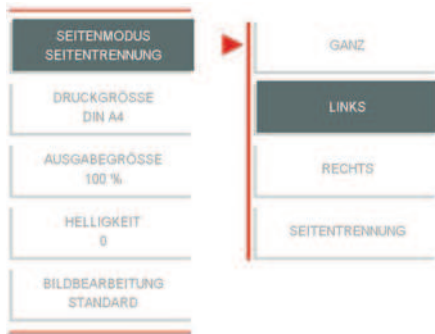 SEITENMODUS
SEITENTRENNUNG
DRUCKGRÖSSE
DIN A4
AUSGABEGRÖSSE
100 %
HELLIGKEIT
0
BILDBEARBEITUNG
STANDARD
GANZ
LINKS
RECHTS
SEITENTRENNUNG